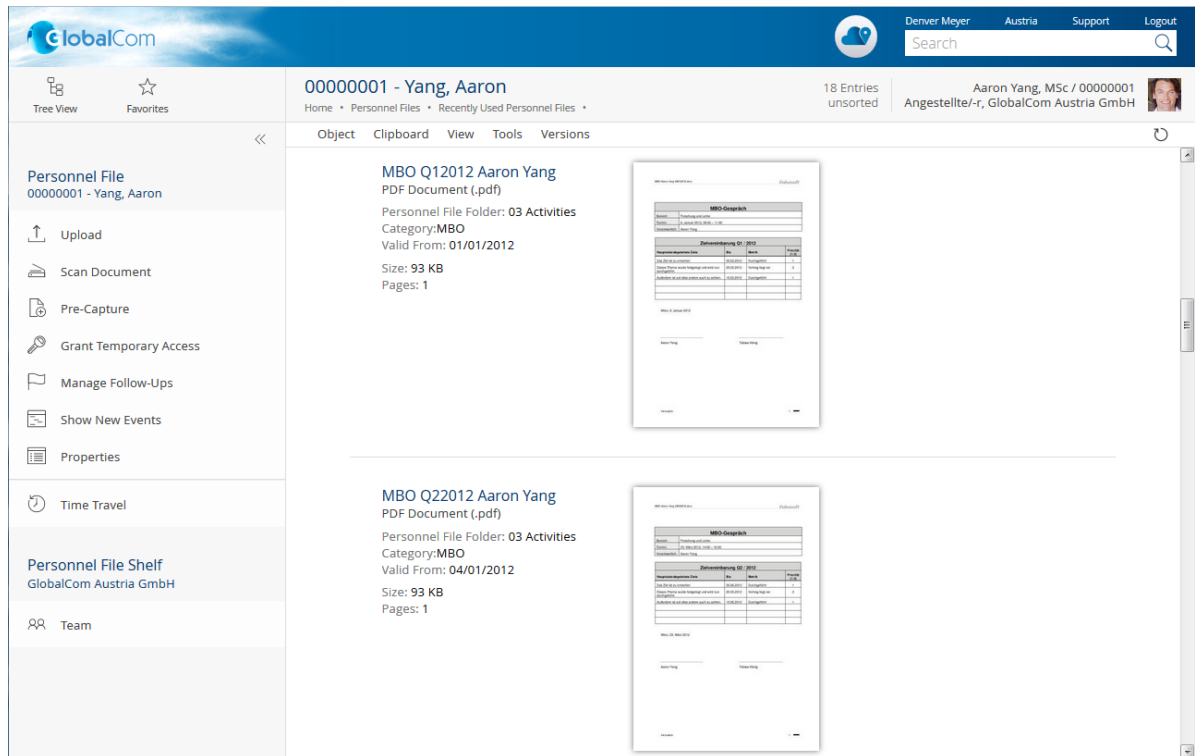 GlobalCom
Denver Meyer Austria Support Logout
Search
Tree View Favorites
00000001 - Yang, Aaron
Home • Personnel Files • Recently Used Personnel Files •
18 Entries
unsorted
Aaron Yang, MSc / 00000001
Angestellte/-r, GlobalCom Austria GmbH
Object Clipboard View Tools Versions
Personnel File
00000001 - Yang, Aaron
Upload
Scan Document
Pre-Capture
Grant Temporary Access
Manage Follow-Ups
Show New Events
Properties
Time Travel
Personnel File Shelf
GlobalCom Austria GmbH
Team
MBO Q12012 Aaron Yang
PDF Document (.pdf)
Personnel File Folder: 03 Activities
Category:MBO
Valid From: 01/01/2012
Size: 93 KB
Pages: 1
MBO-Gespräch
Zielvereinbarung Q1 / 2012
MBO Q22012 Aaron Yang
PDF Document (.pdf)
Personnel File Folder: 03 Activities
Category:MBO
Valid From: 04/01/2012
Size: 93 KB
Pages: 1
MBO-Gespräch
Zielvereinbarung Q2 / 2012